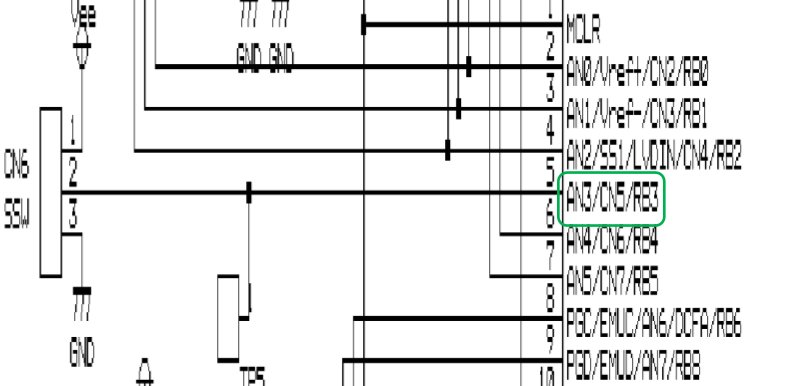 Vee
GND GND
1
2
3
CN6
SSW
GND
1
TP5
2
3
4
5
6
7
8
9
10
MCLR
AN0/Vref+/CN2/RB0
AN1/Vref-/CN3/RB1
AN2/SS1/LVDIN/CN4/RB2
AN3/CN5/RB3
AN4/CN6/RB4
AN5/CN7/RB5
PGC/EMUC/AN6/OCFA/RB6
PGD/EMUD/AN7/RB8